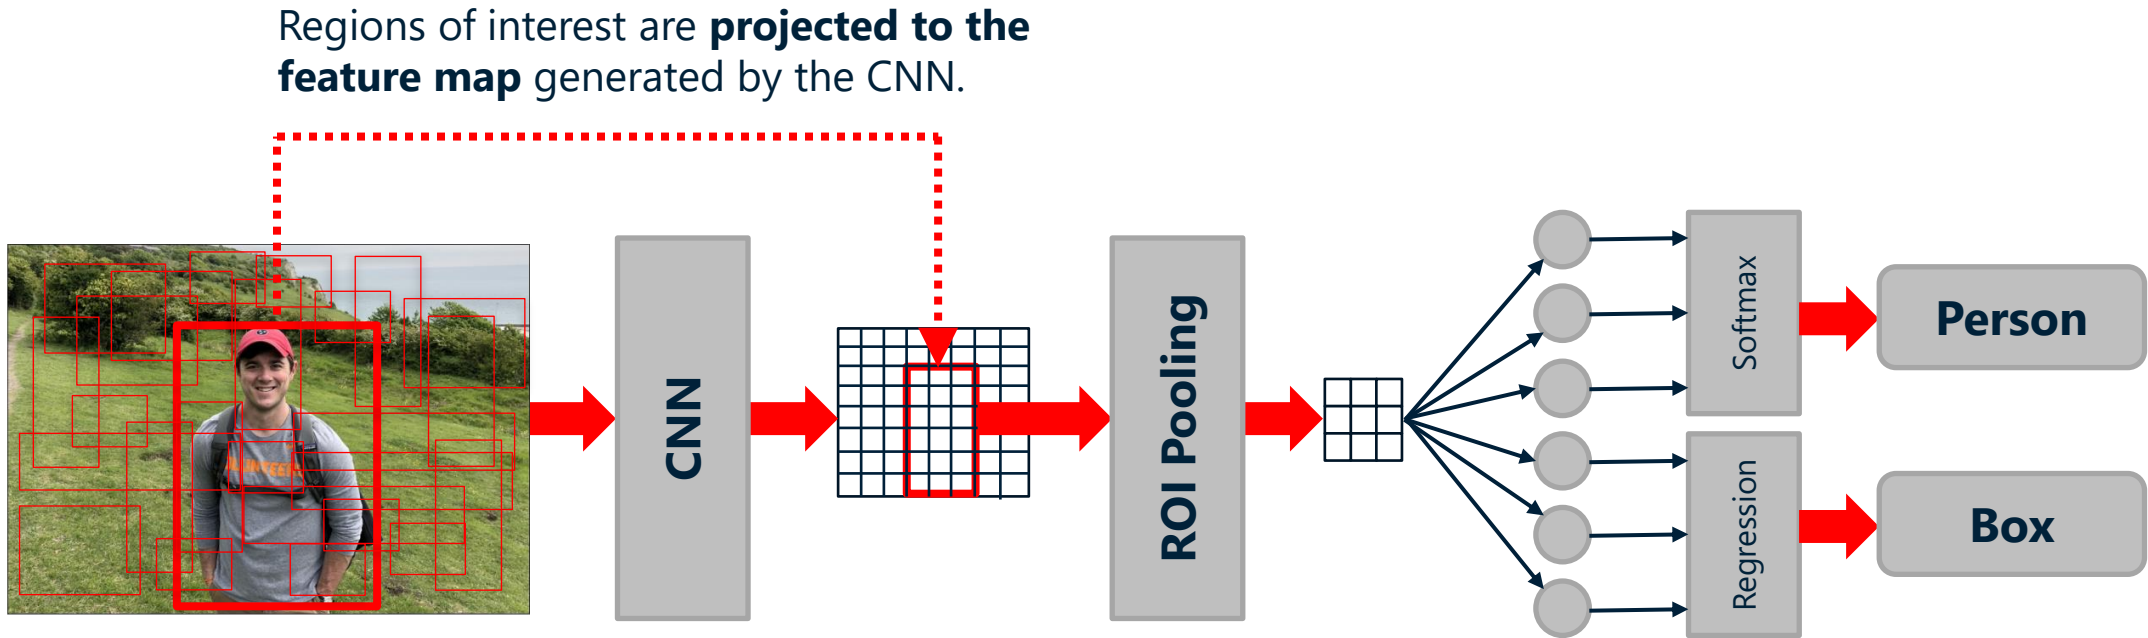 Regions of interest are projected to the
feature map generated by the CNN.
CNN
ROI Pooling
Softmax
Regression
Person
Box